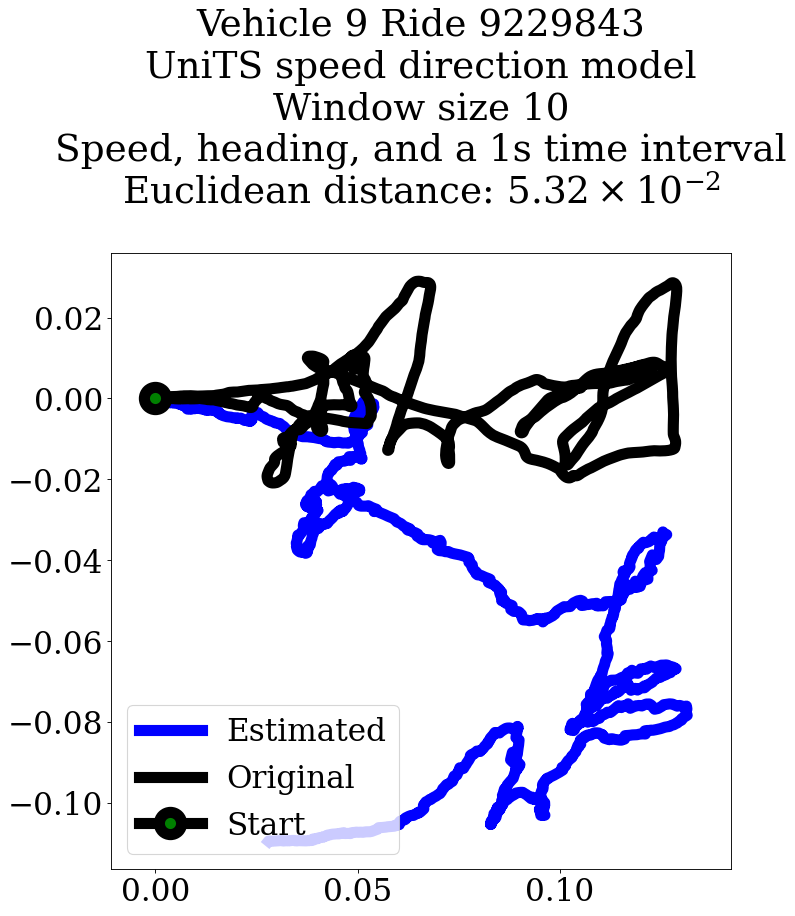 Vehicle 9 Ride 9229843
UniTS speed direction model
Window size 10
Speed, heading, and a 1s time interval
Euclidean distance: 5.32 × 10⁻²
0.02
0.00
−0.02
−0.04
−0.06
−0.08
−0.10
Estimated
Original
Start
0.00 0.05 0.10